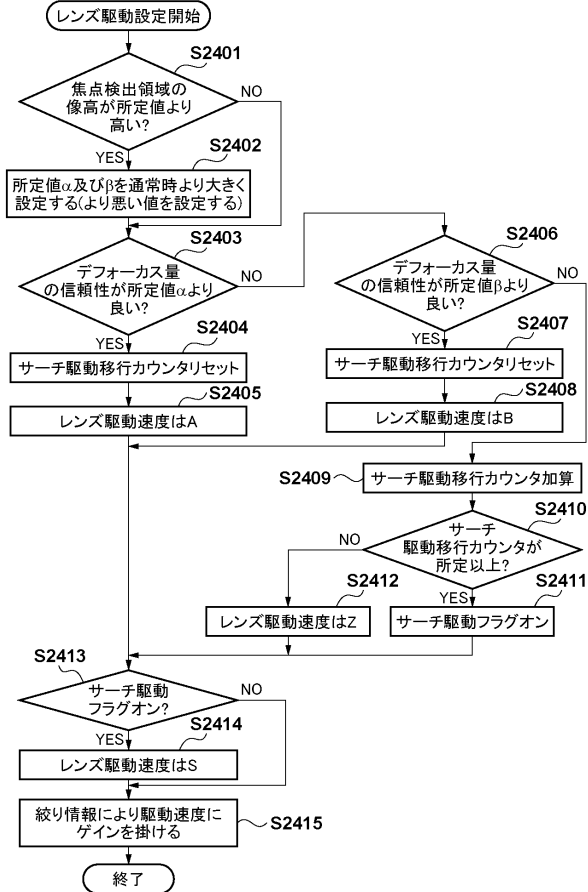 レンズ駆動設定開始
S2401
焦点検出領域の
像高が所定値より
高い?
NO
YES
S2402
所定値α及びβを通常時より大きく
設定する(より悪い値を設定する)
S2403
デフォーカス量
の信頼性が所定値αより
良い?
NO
YES
S2404
サーチ駆動移行カウンタリセット
S2405
レンズ駆動速度はA
S2406
デフォーカス量
の信頼性が所定値βより
良い?
NO
YES
S2407
サーチ駆動移行カウンタリセット
S2408
レンズ駆動速度はB
S2409
サーチ駆動移行カウンタ加算
S2410
サーチ
駆動移行カウンタが
所定以上?
NO
YES
S2412
レンズ駆動速度はZ
S2411
サーチ駆動フラグオン
S2413
サーチ駆動
フラグオン?
NO
YES
S2414
レンズ駆動速度はS
絞り情報により駆動速度に
ゲインを掛ける
S2415
終了